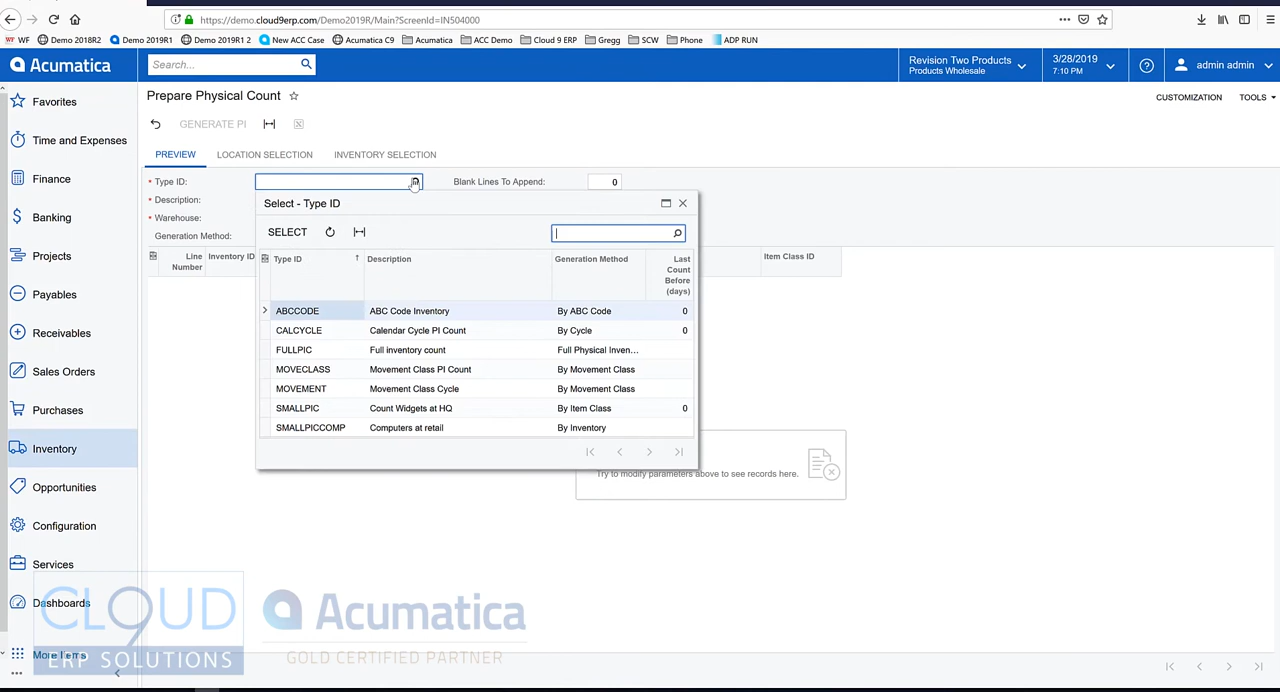 https://demo.cloud9erp.com/Demo2019R/Main?ScreenId=IN504000
WF Demo 2018R2 Demo 2019R1 Demo 2019R1 2 New ACC Case Acumatica C9 Acumatica ACC Demo Cloud 9 ERP Gregg SCW Phone ADP RUN
Acumatica
Search...
Revision Two Products
Products Wholesale
3/28/2019
7:10 PM
admin admin
Favorites
Time and Expenses
Finance
Banking
Projects
Payables
Receivables
Sales Orders
Purchases
Inventory
Opportunities
Configuration
Services
Dashboards
More Items
Prepare Physical Count
CUSTOMIZATION TOOLS
GENERATE PI
PREVIEW LOCATION SELECTION INVENTORY SELECTION
* Type ID: Blank Lines To Append: 0
* Description:
* Warehouse:
Generation Method:
Line Number Inventory ID Item Class ID
Select - Type ID
SELECT
Type ID Description Generation Method Last Count Before (days)
ABCCODE ABC Code Inventory By ABC Code 0
CALCYCLE Calendar Cycle PI Count By Cycle 0
FULLPIC Full inventory count Full Physical Inven...
MOVECLASS Movement Class PI Count By Movement Class
MOVEMENT Movement Class Cycle By Movement Class
SMALLPIC Count Widgets at HQ By Item Class 0
SMALLPICCOMP Computers at retail By Inventory
Try to modify parameters above to see records here.
CLOUD9
ERP SOLUTIONS
Acumatica
GOLD CERTIFIED PARTNER